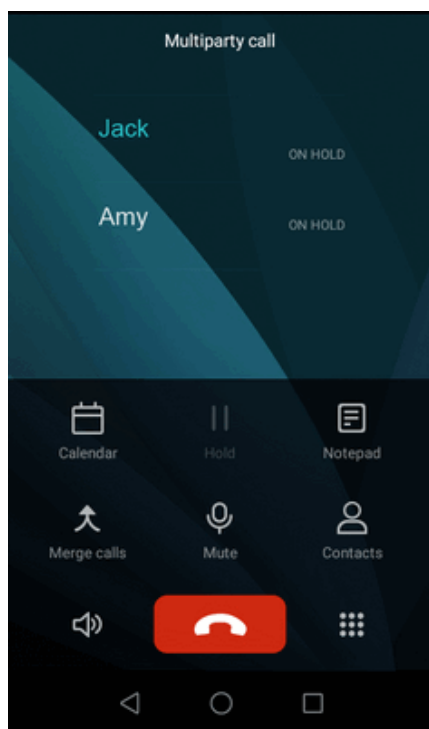 Multiparty call
Jack
ON HOLD
Amy
ON HOLD
Calendar
Hold
Notepad
Merge calls
Mute
Contacts